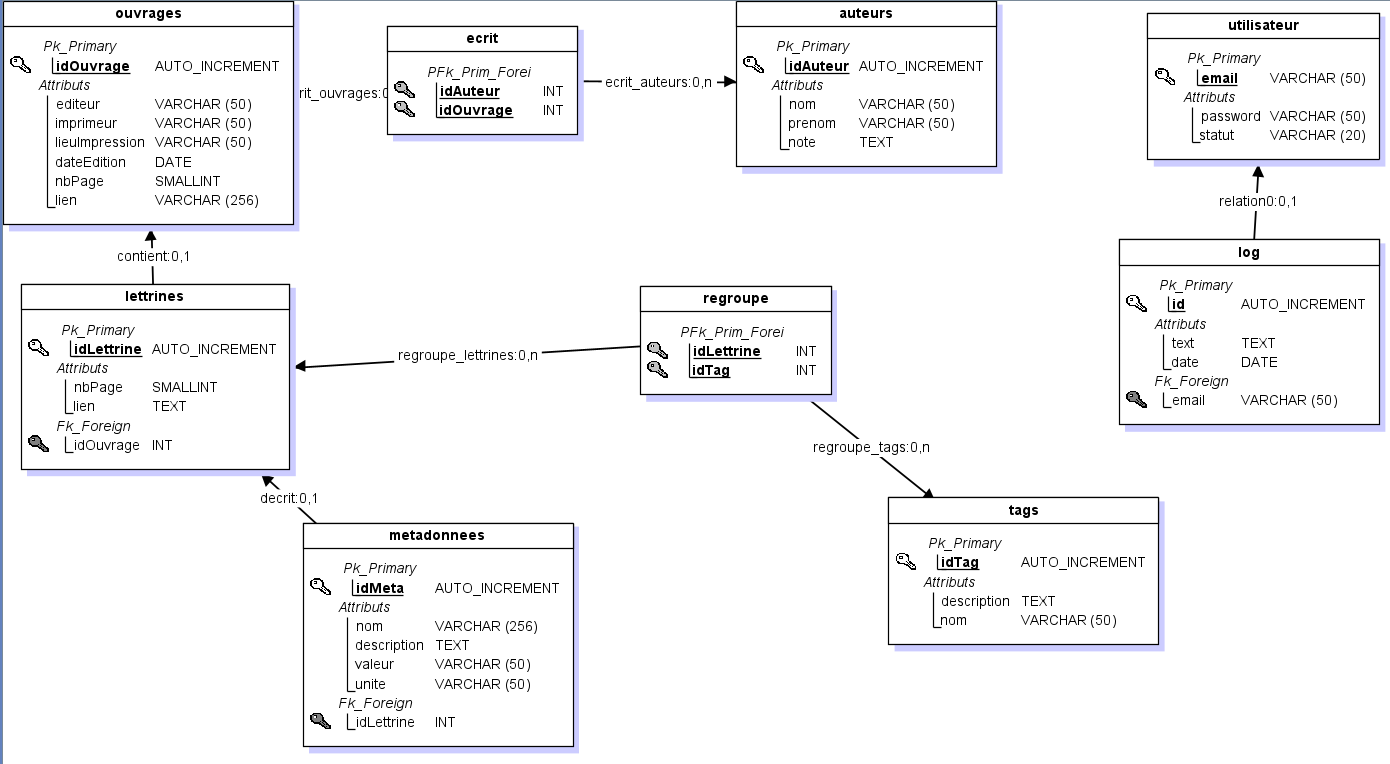 ouvrages
Pk_Primary
idOuvrage AUTO_INCREMENT
Attributs
editeur VARCHAR (50)
imprimeur VARCHAR (50)
lieuImpression VARCHAR (50)
dateEdition DATE
nbPage SMALLINT
lien VARCHAR (256)
rit_ouvrages:0
ecrit
PFk_Prim_Forei
idAuteur INT
idOuvrage INT
ecrit_auteurs:0,n
auteurs
Pk_Primary
idAuteur AUTO_INCREMENT
Attributs
nom VARCHAR (50)
prenom VARCHAR (50)
note TEXT
utilisateur
Pk_Primary
email VARCHAR (50)
Attributs
password VARCHAR (50)
statut VARCHAR (20)
relation0:0,1
contient:0,1
log
Pk_Primary
id AUTO_INCREMENT
Attributs
text TEXT
date DATE
Fk_Foreign
email VARCHAR (50)
lettrines
Pk_Primary
idLettrine AUTO_INCREMENT
Attributs
nbPage SMALLINT
lien TEXT
Fk_Foreign
idOuvrage INT
regroupe_lettrines:0,n
regroupe
PFk_Prim_Forei
idLettrine INT
idTag INT
regroupe_tags:0,n
decrit:0,1
metadonnees
Pk_Primary
idMeta AUTO_INCREMENT
Attributs
nom VARCHAR (256)
description TEXT
valeur VARCHAR (50)
unite VARCHAR (50)
Fk_Foreign
idLettrine INT
tags
Pk_Primary
idTag AUTO_INCREMENT
Attributs
description TEXT
nom VARCHAR (50)